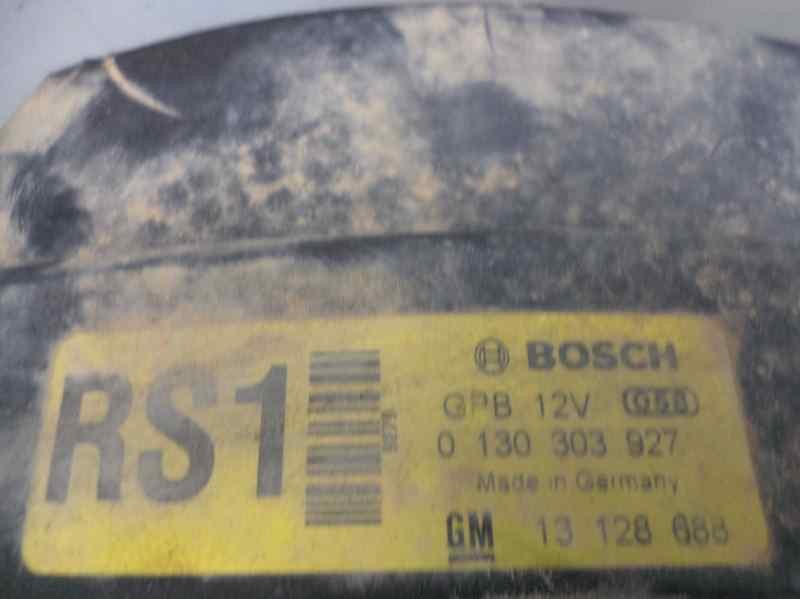 RS1
BOSCH
GPB 12V
0 130 303 927
Made in Germany
GM 13 128 688